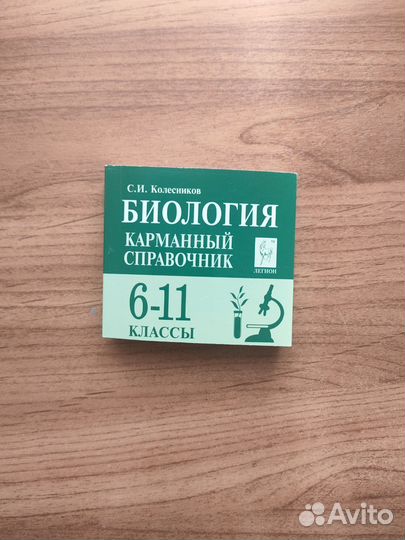 С.И. Колесников
БИОЛОГИЯ
КАРМАННЫЙ
СПРАВОЧНИК
ЛЕГИОН
6-11
КЛАССЫ
Avito